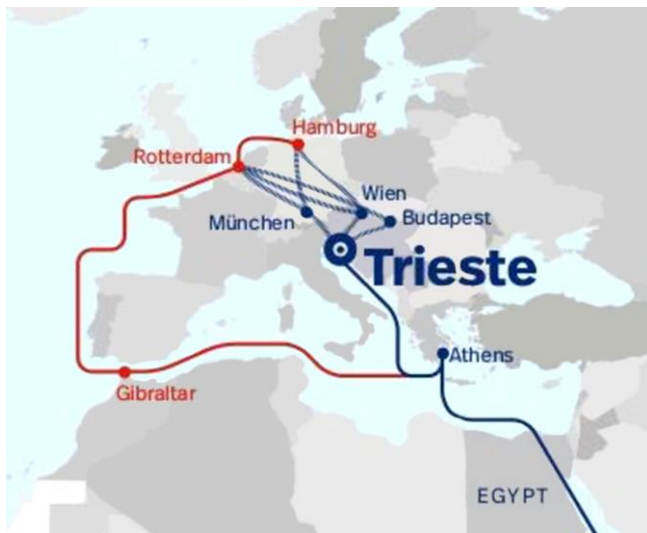 Hamburg
Rotterdam
Wien
München
Budapest
Trieste
Athens
Gibraltar
EGYPT